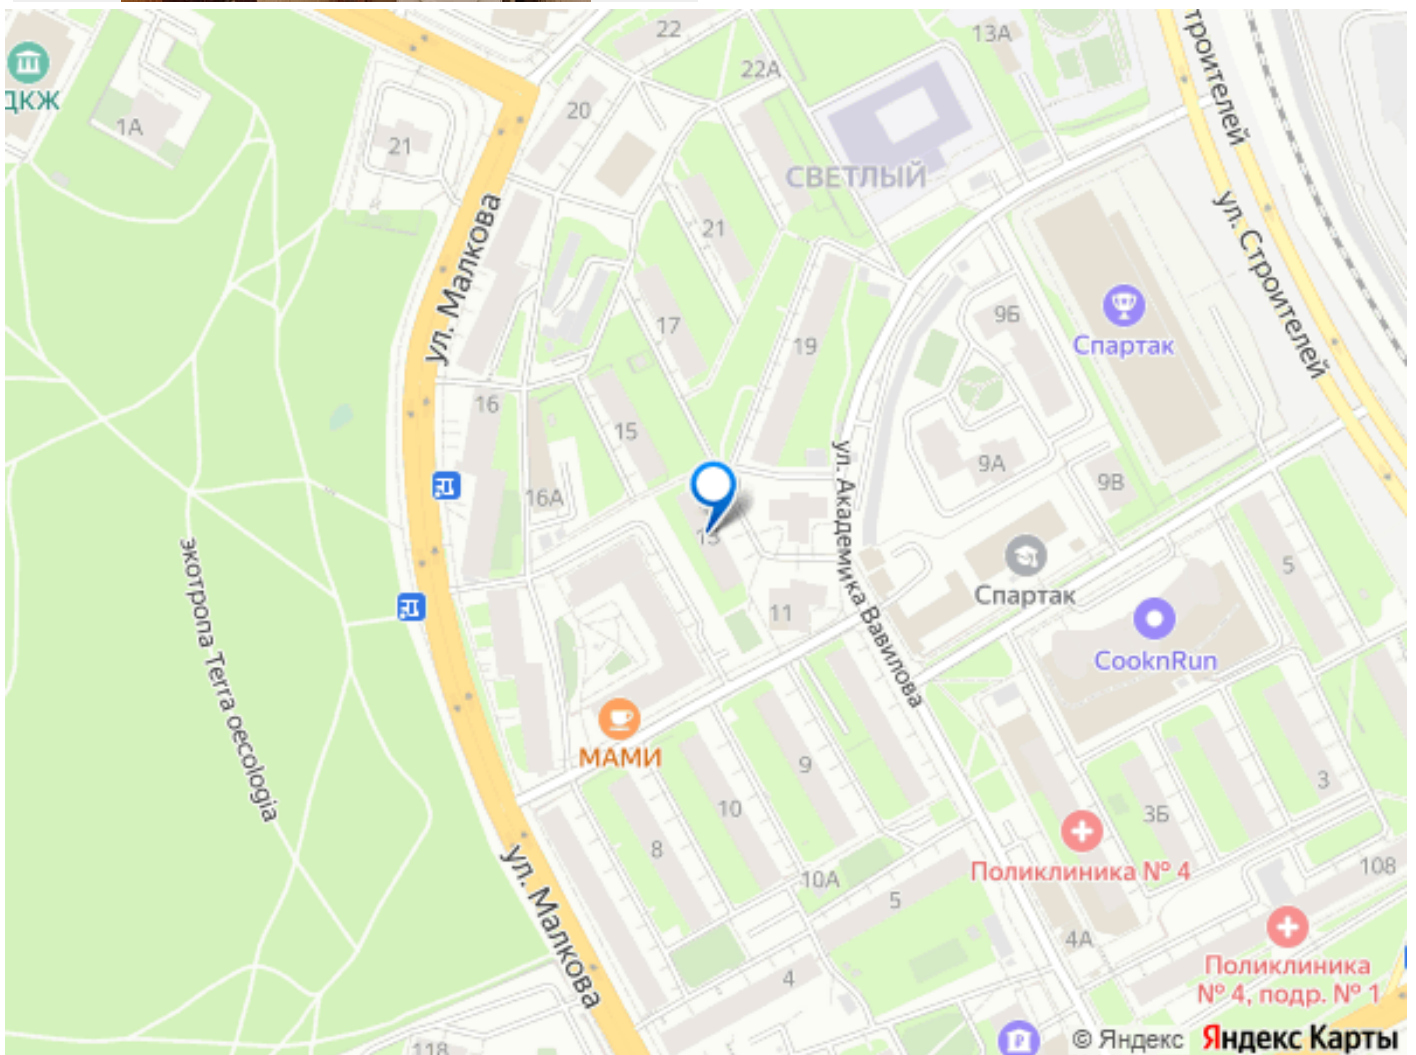 22
13А
троителей
22А
ДКЖ
1А
20
21
СВЕТЛЫЙ
ул. Малкова
21
ул. Строителей
17
9Б
19
Спартак
16
15
ул. Академика Вавилова
9А
9В
16А
13
5
экотропа Terra oecologia
Спартак
11
CooknRun
МАМИ
9
10
3
3Б
8
ул. Малкова
Поликлиника № 4
10А
108
5
4А
Поликлиника
№ 4, подр. № 1
4
118
© Яндекс Яндекс Карты